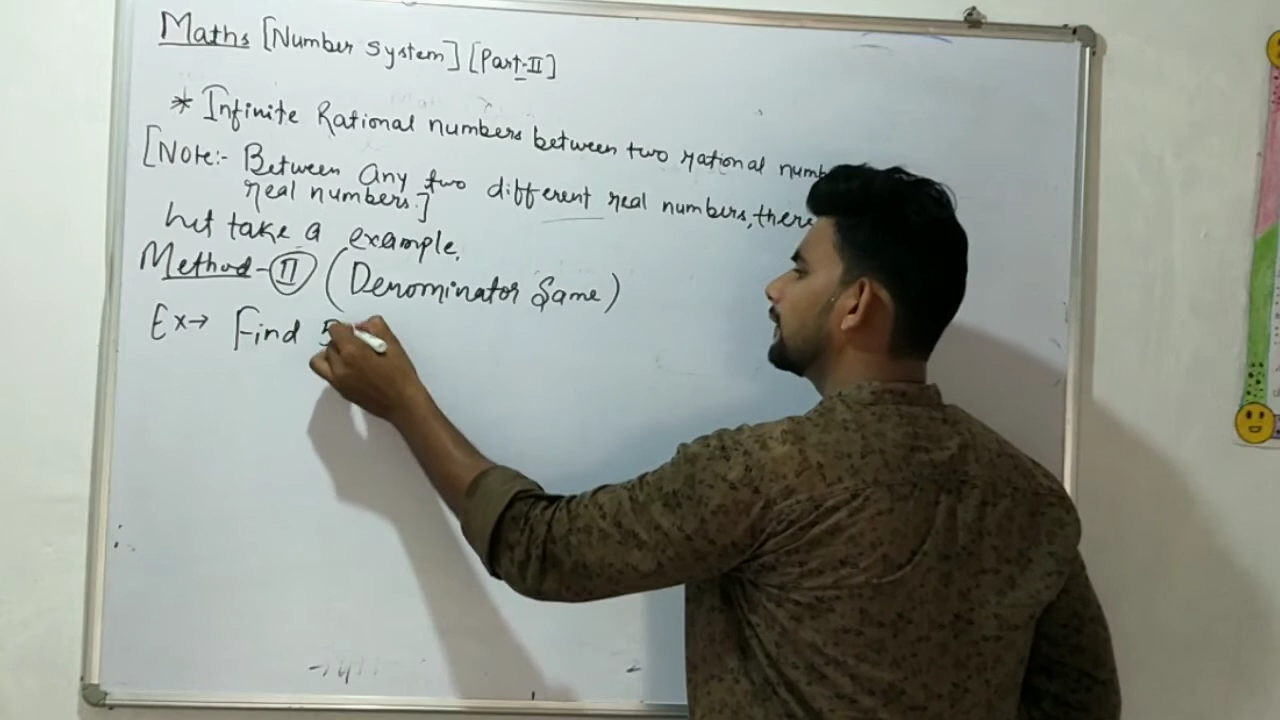 Maths [Number System] [Part-II]
* Infinite Rational numbers between two rational
[Note:- Between any two different real numbers, there
real numbers.]
Let take a example.
Method-II (Denominator Same)
Ex→ Find 5